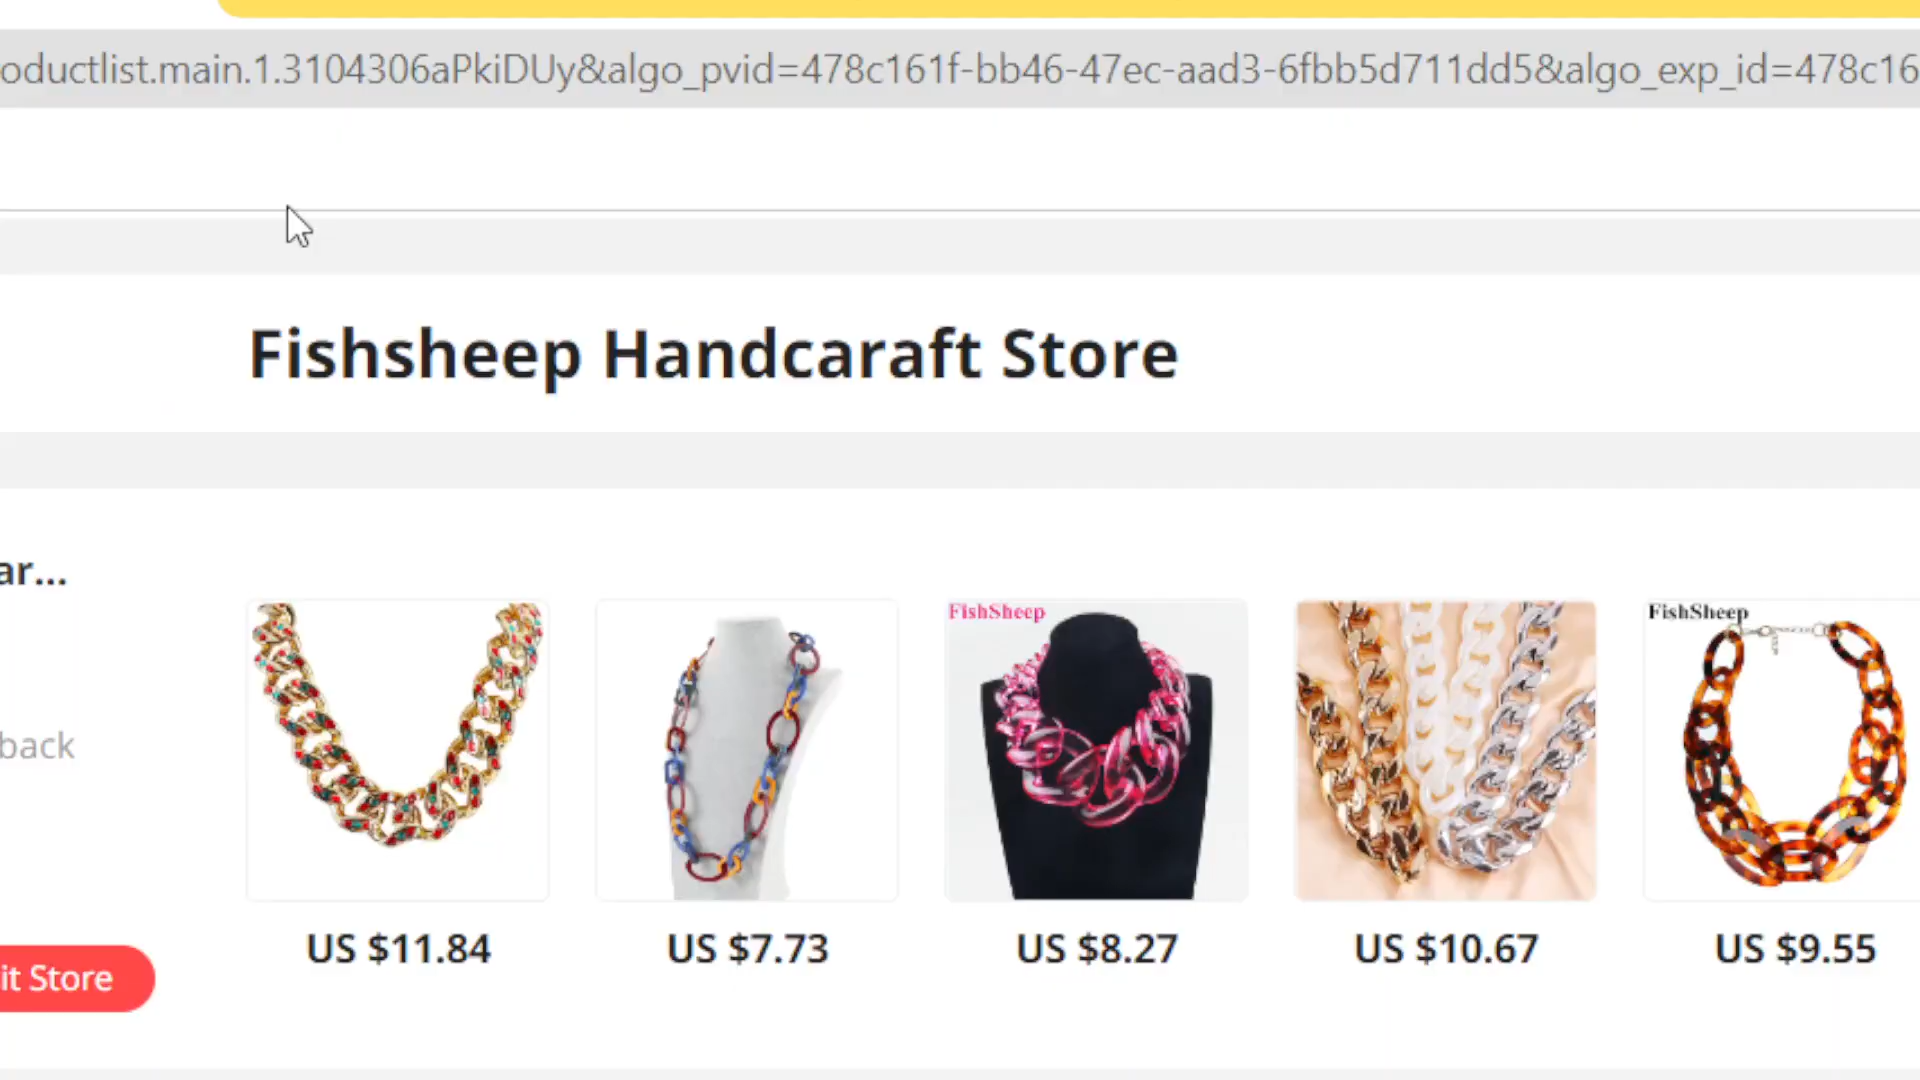 oductlist.main.1.3104306aPkiDUy&algo_pvid=478c161f-bb46-47ec-aad3-6fbb5d711dd5&algo_exp_id=478c16
Fishsheep Handcaraft Store
ar...
back
it Store
FishSheep
FishSheep
US $11.84
US $7.73
US $8.27
US $10.67
US $9.55